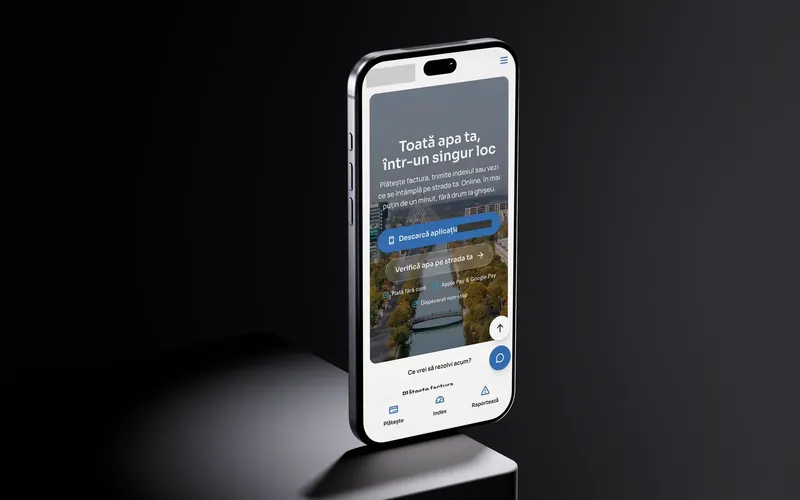 Toată apa ta,
într-un singur loc
Plătește factura, trimite indexul sau vezi
ce se întâmplă pe strada ta. Online, în mai
puțin de un minut, fără drum la ghișeu.
Descarcă aplicația
Verifică apa pe strada ta →
Plată fără cont
Apple Pay & Google Pay
Dispecerat non-stop
Ce vrei să rezolvi acum?
Plătește factura
Plătește
Index
Raportează